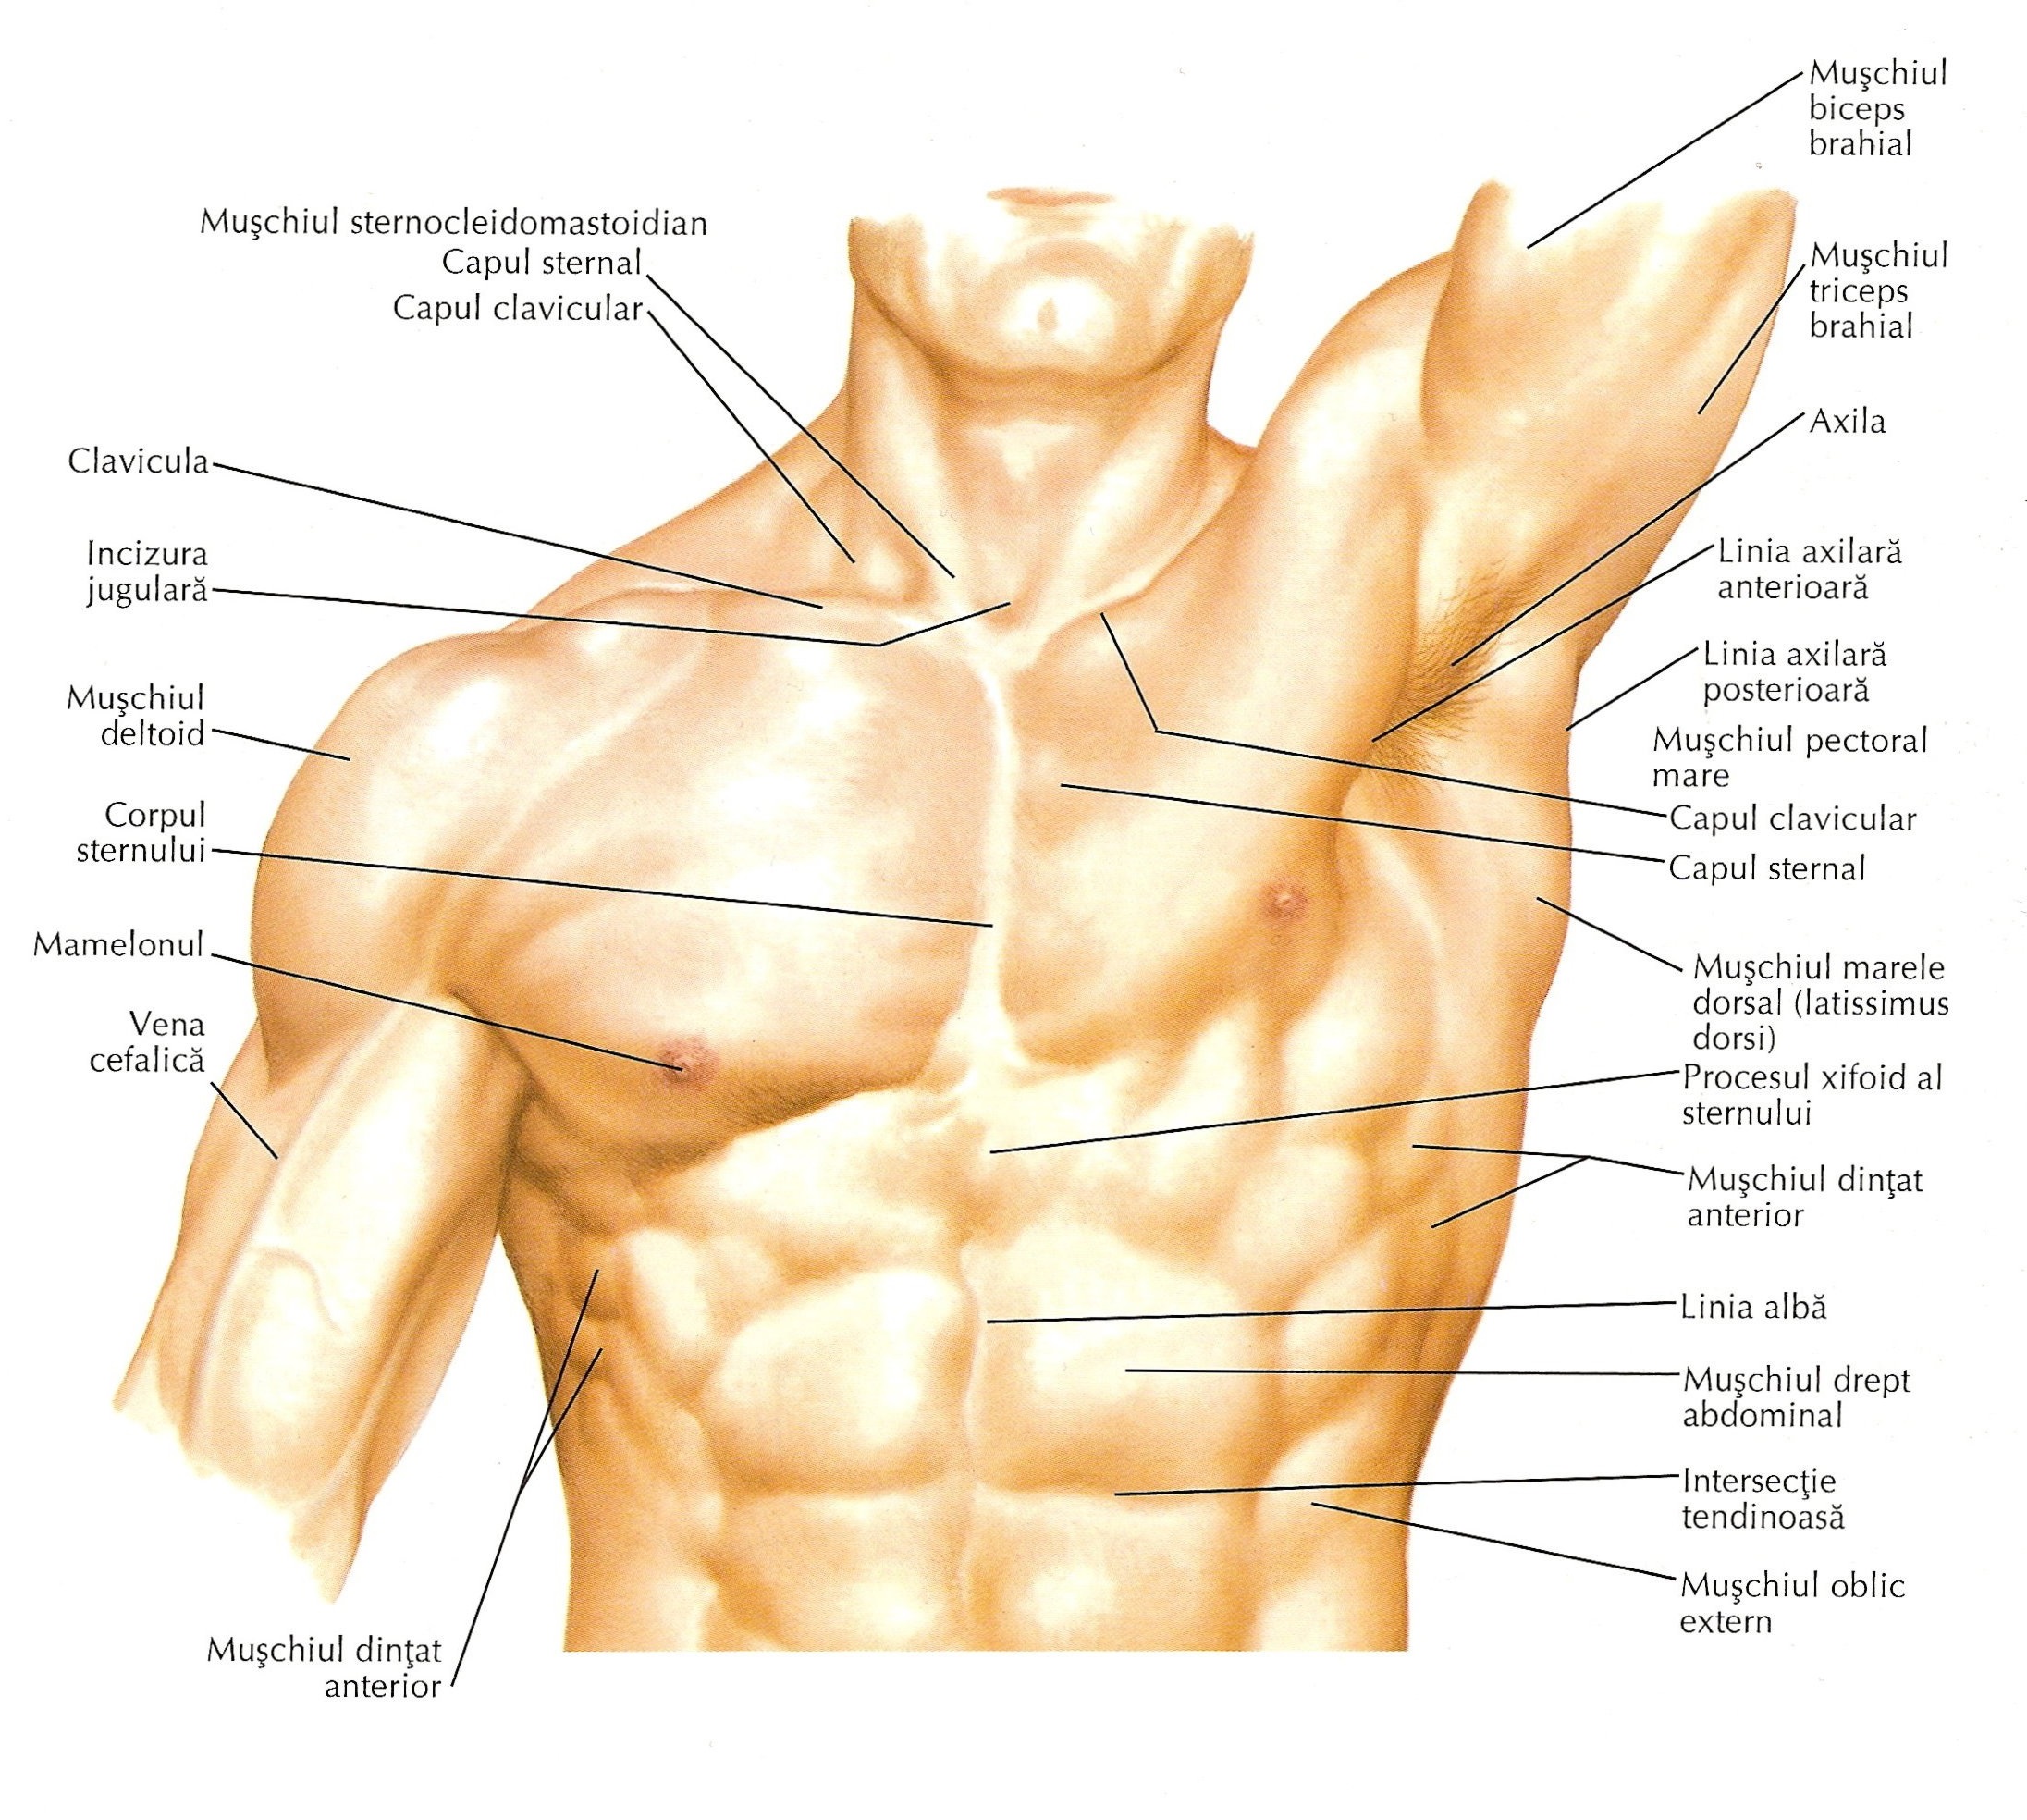 Muşchiul sternocleidomastoidian
Capul sternal
Capul clavicular
Clavicula
Incizura
jugulară
Muşchiul
deltoid
Corpul
sternului
Mamelonul
Vena
cefalică
Muşchiul dinţat
anterior
Muşchiul
biceps
brahial
Muşchiul
triceps
brahial
Axila
Linia axilară
anterioară
Linia axilară
posterioară
Muşchiul pectoral
mare
Capul clavicular
Capul sternal
Muşchiul marele
dorsal (latissimus
dorsi)
Procesul xifoid al
sternului
Muşchiul dinţat
anterior
Linia albă
Muşchiul drept
abdominal
Intersecţie
tendinoasă
Muşchiul oblic
extern